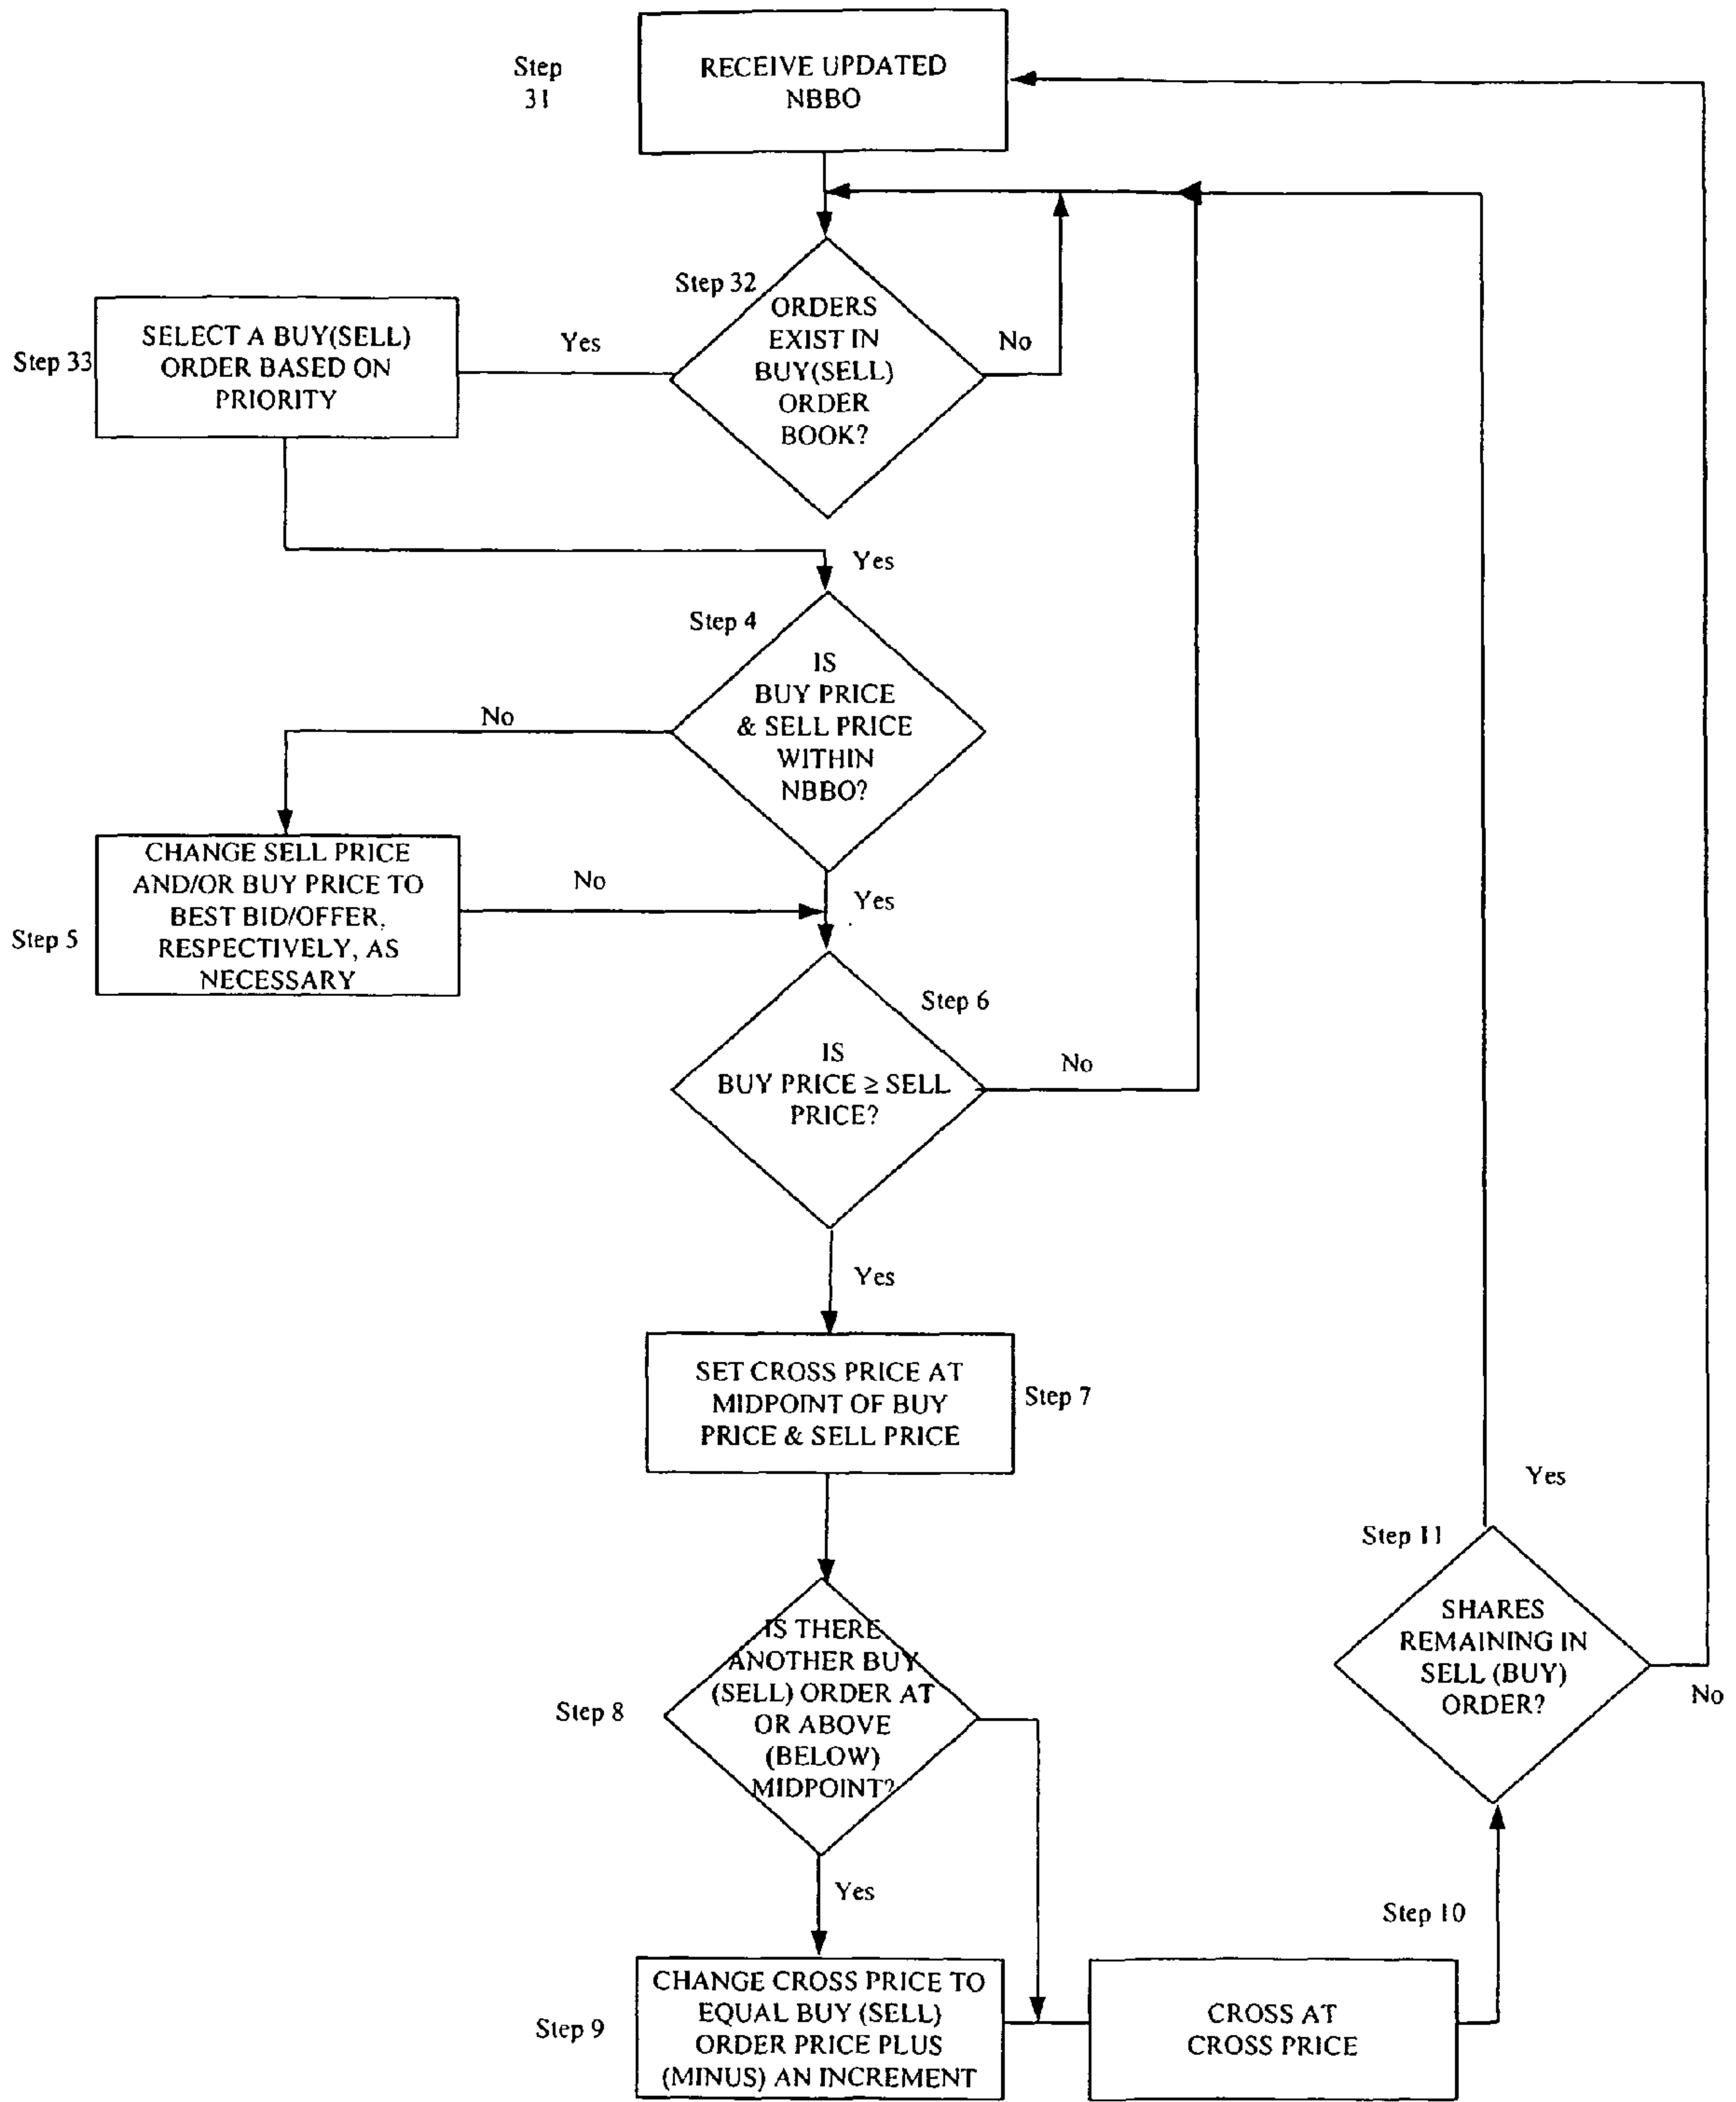 Step
31
RECEIVE UPDATED
NBBO
Step 32
ORDERS
EXIST IN
BUY(SELL)
ORDER
BOOK?
No
Yes
Step 33
SELECT A BUY(SELL)
ORDER BASED ON
PRIORITY
Yes
Step 4
IS
BUY PRICE
& SELL PRICE
WITHIN
NBBO?
No
CHANGE SELL PRICE
AND/OR BUY PRICE TO
BEST BID/OFFER,
RESPECTIVELY, AS
NECESSARY
Step 5
No
Yes
Step 6
IS
BUY PRICE ≥ SELL
PRICE?
No
Yes
SET CROSS PRICE AT
MIDPOINT OF BUY
PRICE & SELL PRICE
Step 7
Step 8
IS THERE
ANOTHER BUY
(SELL) ORDER AT
OR ABOVE
(BELOW)
MIDPOINT?
Yes
Step 9
CHANGE CROSS PRICE TO
EQUAL BUY (SELL)
ORDER PRICE PLUS
(MINUS) AN INCREMENT
Step 10
CROSS AT
CROSS PRICE
Step 11
SHARES
REMAINING IN
SELL (BUY)
ORDER?
Yes
No